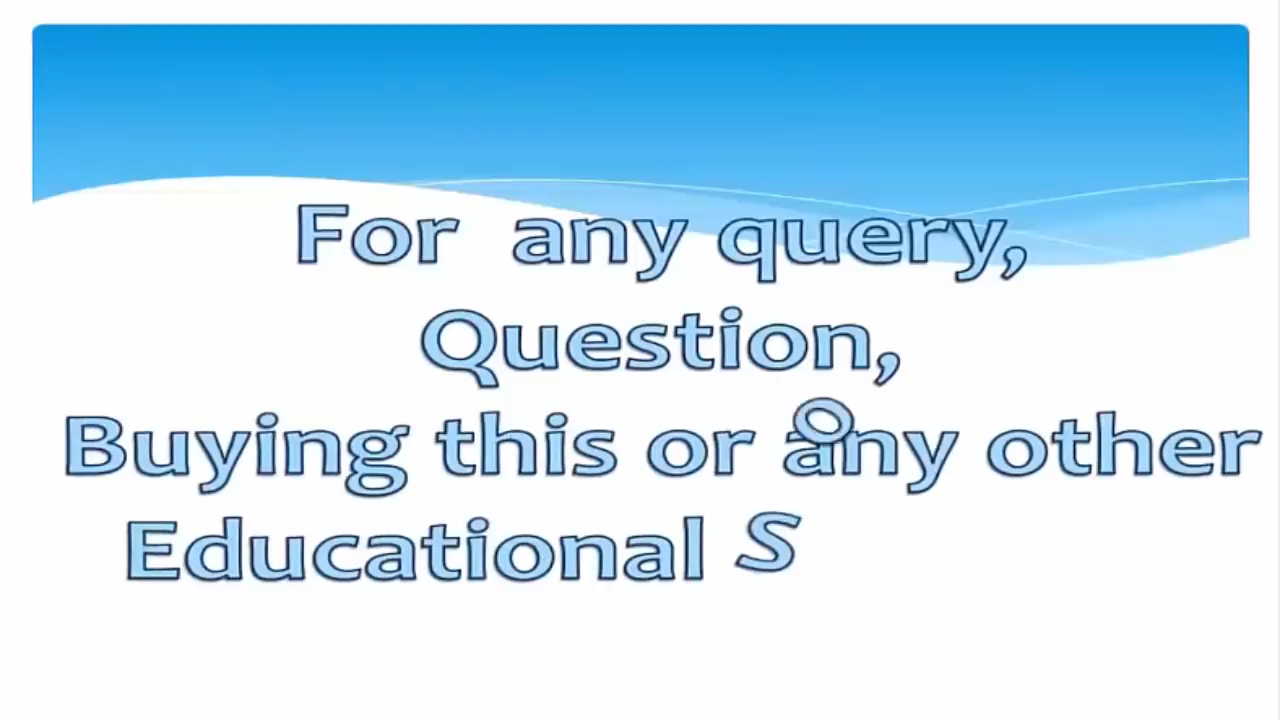 For any query,
Question,
Buying this or any other
Educational S